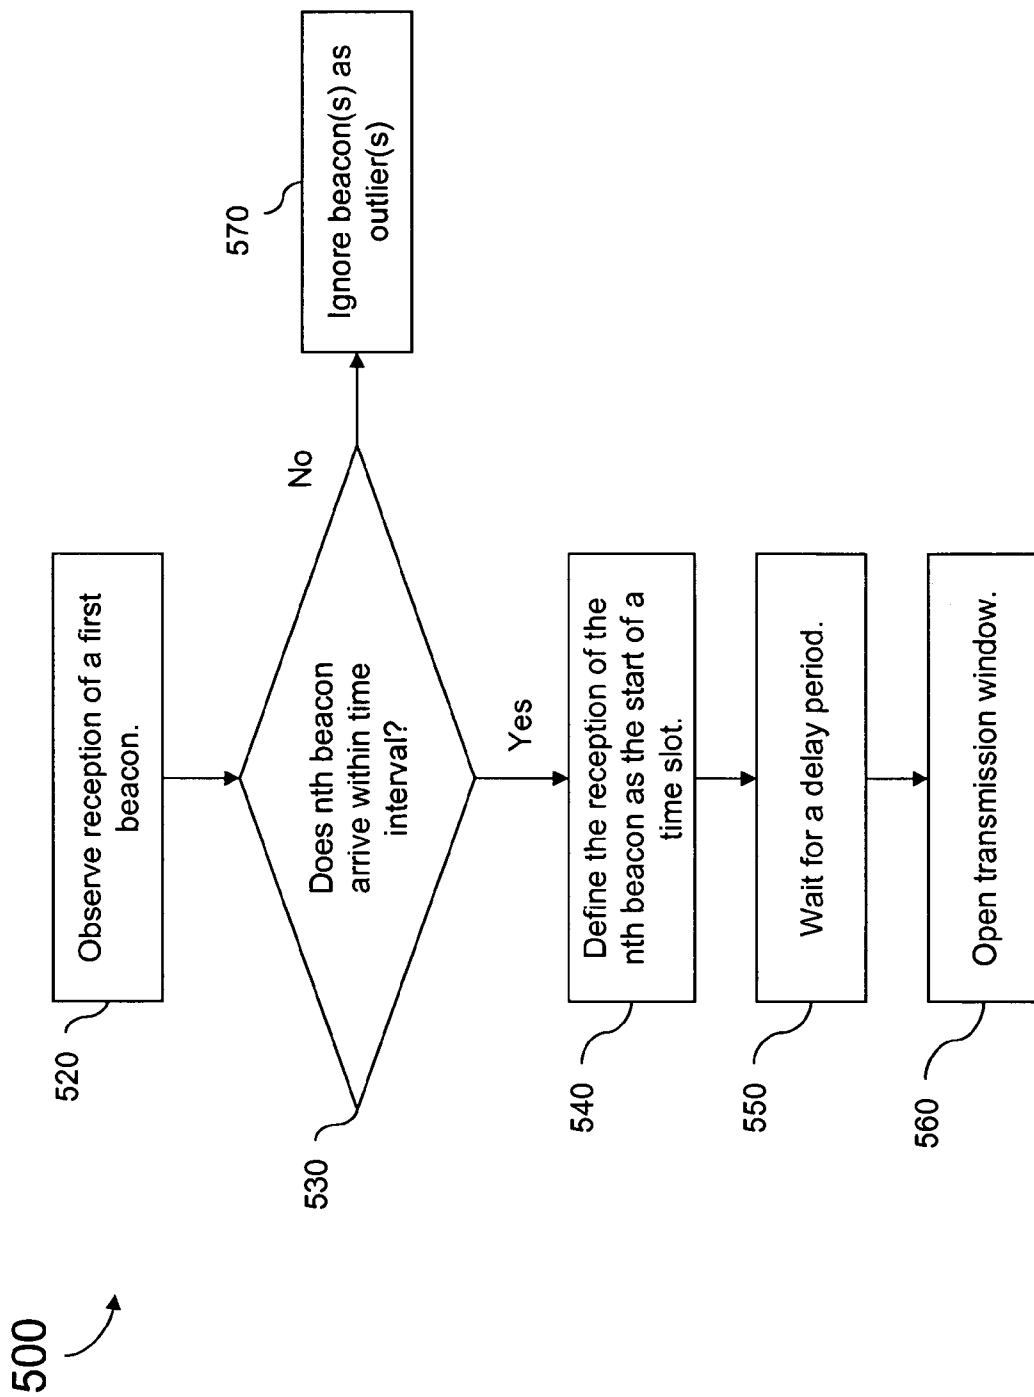 500
520
Observe reception of a first
beacon.
530
Does nth beacon
arrive within time
interval?
No
570
Ignore beacon(s) as
outlier(s)
Yes
540
Define the reception of the
nth beacon as the start of a
time slot.
550
Wait for a delay period.
560
Open transmission window.